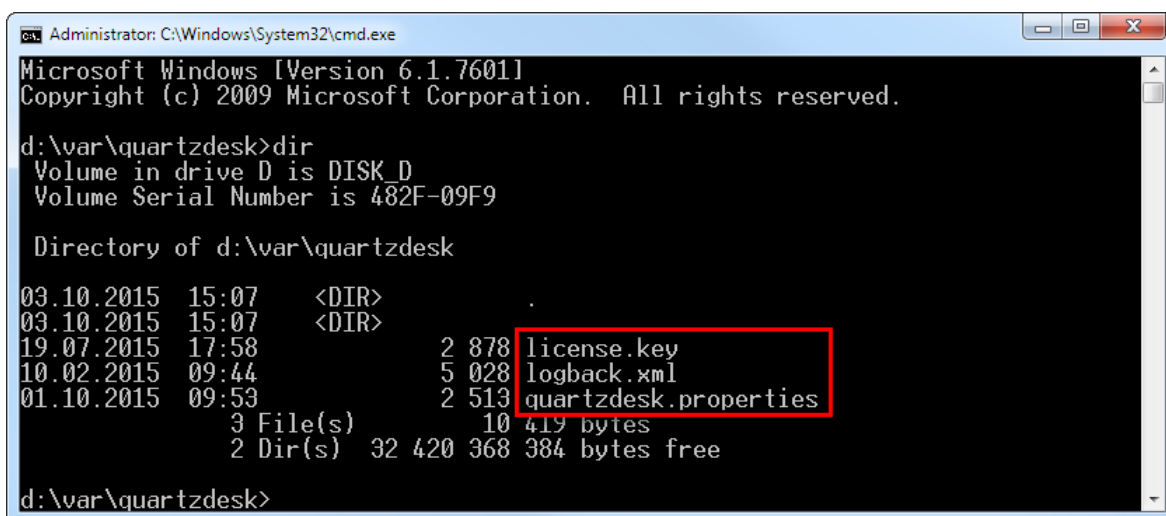 Administrator: C:\Windows\System32\cmd.exe
Microsoft Windows [Version 6.1.7601]
Copyright (c) 2009 Microsoft Corporation.  All rights reserved.
d:\var\quartzdesk>dir
 Volume in drive D is DISK_D
 Volume Serial Number is 482F-09F9
 Directory of d:\var\quartzdesk
03.10.2015  15:07    <DIR>          .
03.10.2015  15:07    <DIR>
19.07.2015  17:58             2 878 license.key
10.02.2015  09:44             5 028 logback.xml
01.10.2015  09:53             2 513 quartzdesk.properties
               3 File(s)         10 419 bytes
               2 Dir(s)  32 420 368 384 bytes free
d:\var\quartzdesk>